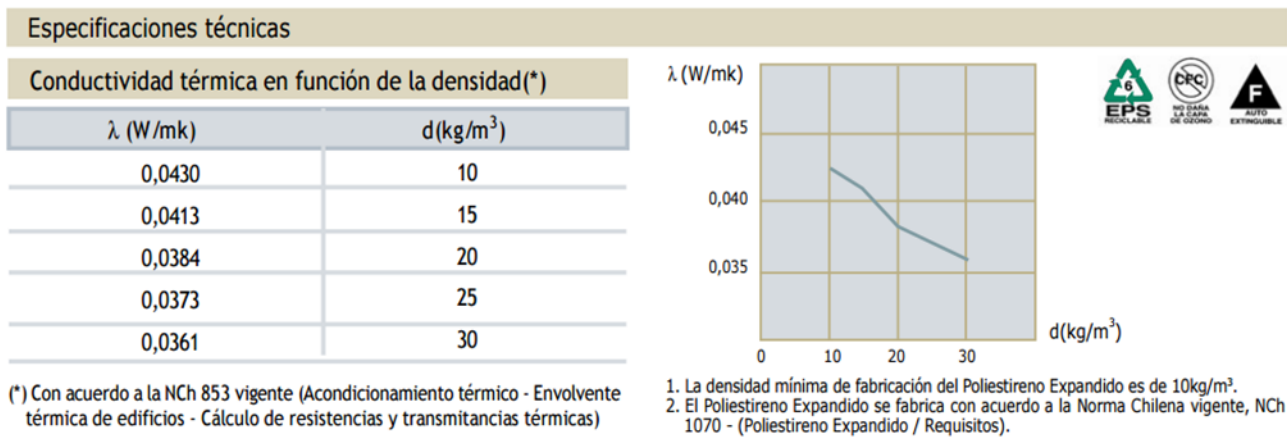 Especificaciones técnicas
Conductividad térmica en función de la densidad(*)
λ (W/mk) d(kg/m³)
0,0430 10
0,0413 15
0,0384 20
0,0373 25
0,0361 30
(*) Con acuerdo a la NCh 853 vigente (Acondicionamiento térmico - Envolvente
térmica de edificios - Cálculo de resistencias y transmitancias térmicas)
λ (W/mk)
0,045
0,040
0,035
0 10 20 30
d(kg/m³)
6
EPS
RECICLABLE
CFC
NO DAÑA
LA CAPA
DE OZONO
F
AUTO
EXTINGUIBLE
1. La densidad mínima de fabricación del Poliestireno Expandido es de 10kg/m³.
2. El Poliestireno Expandido se fabrica con acuerdo a la Norma Chilena vigente, NCh
1070 - (Poliestireno Expandido / Requisitos).